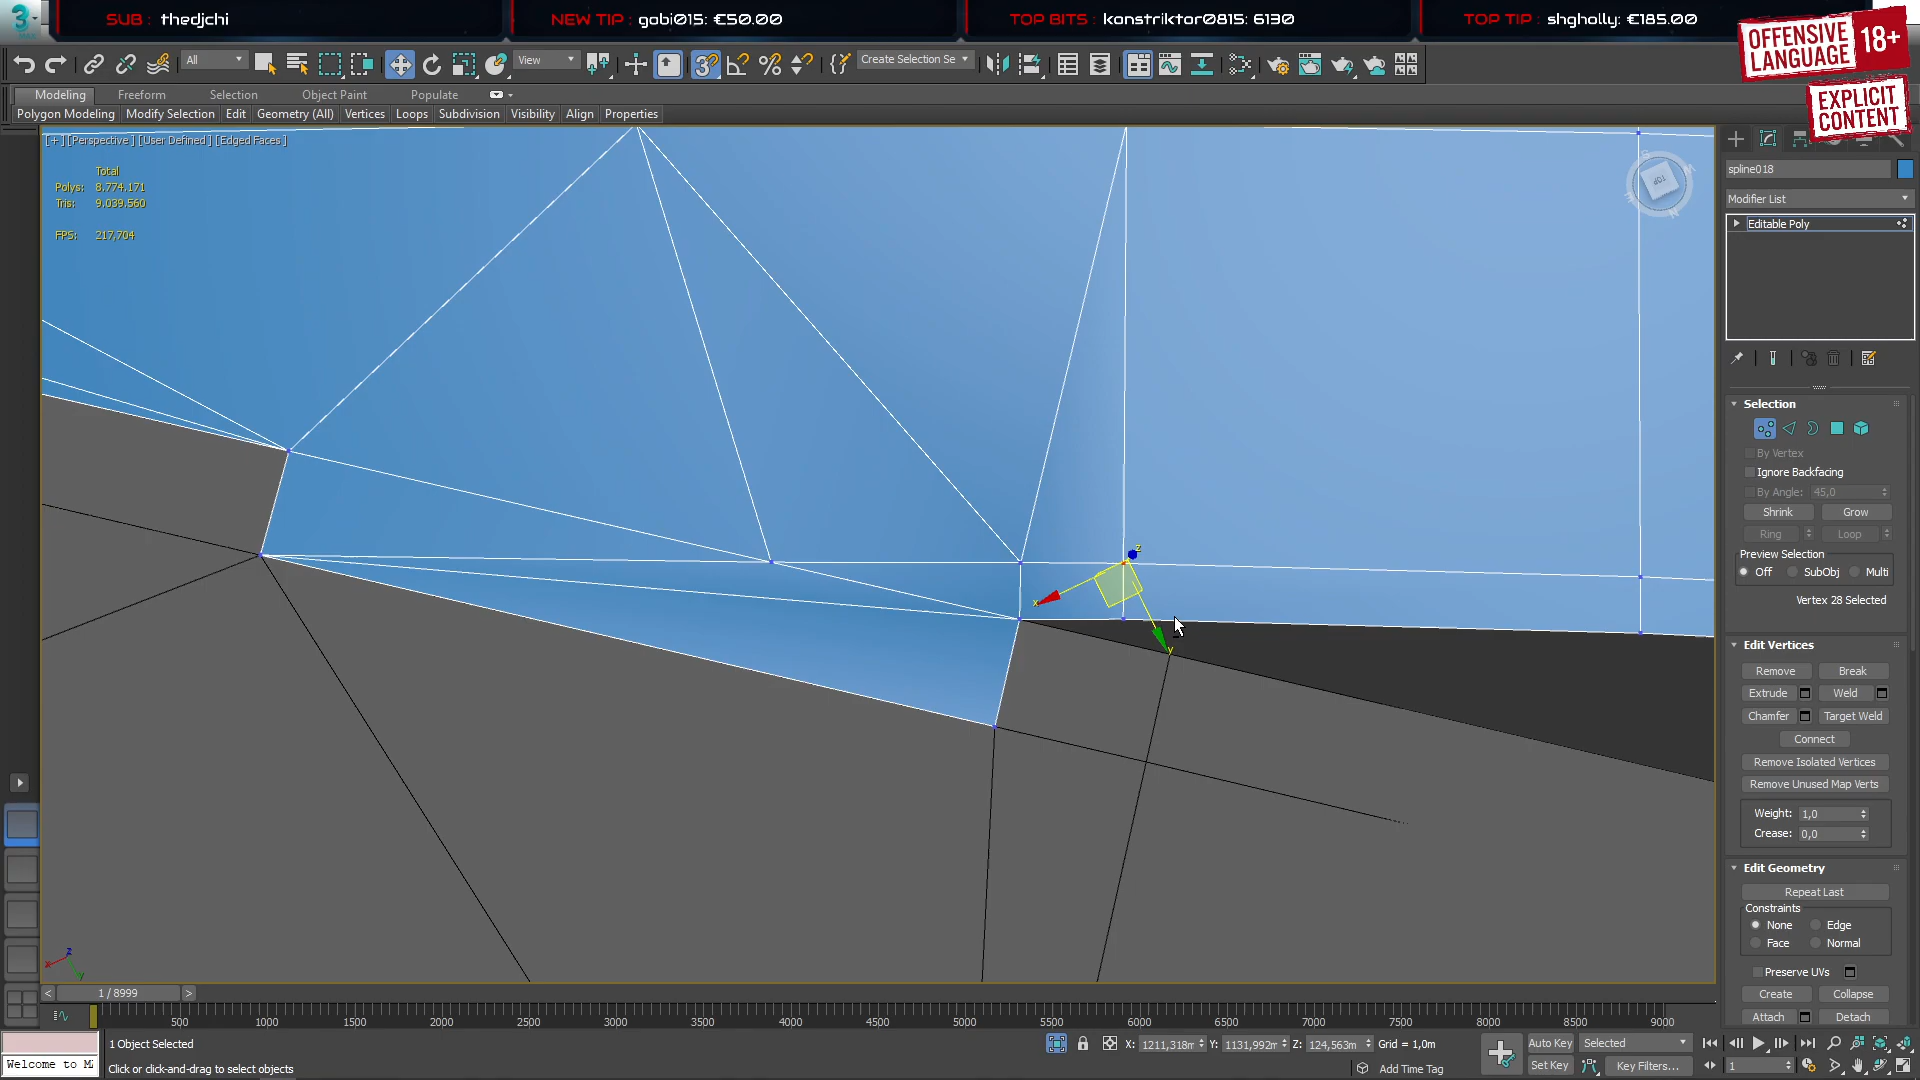 SUB : thedjchi
NEW TIP : gabi015: €50.00
TOP BITS : konstriktor0815: 6130
TOP TIP : shgholly: €185.00
OFFENSIVE LANGUAGE 18+
EXPLICIT CONTENT
All
View
Create Selection Se
Modeling
Freeform
Selection
Object Paint
Populate
Polygon Modeling
Modify Selection
Edit
Geometry (All)
Vertices
Loops
Subdivision
Visibility
Align
Properties
[+] [Perspective ] [User Defined ] [Edged Faces ]
Total
Polys: 8.774.171
Tris: 9.039.560
FPS: 217,704
TOP
spline018
Modifier List
Editable Poly
Selection
By Vertex
Ignore Backfacing
By Angle: 45,0
Shrink
Grow
Ring
Loop
Preview Selection
Off
SubObj
Multi
Vertex 28 Selected
Edit Vertices
Remove
Break
Extrude
Weld
Chamfer
Target Weld
Connect
Remove Isolated Vertices
Remove Unused Map Verts
Weight: 1,0
Crease: 0,0
Edit Geometry
Repeat Last
Constraints
None
Edge
Face
Normal
Preserve UVs
Create
Collapse
Attach
Detach
x
y
z
z
x
y
< 1 / 8999 >
500 1000 1500 2000 2500 3000 3500 4000 4500 5000 5500 6000 6500 7000 7500 8000 8500 9000
Welcome to M
1 Object Selected
Click or click-and-drag to select objects
X: 1211,318m
Y: 1131,992m
Z: 124,563m
Grid = 1,0m
Add Time Tag
Auto Key
Selected
Set Key
Key Filters...
1